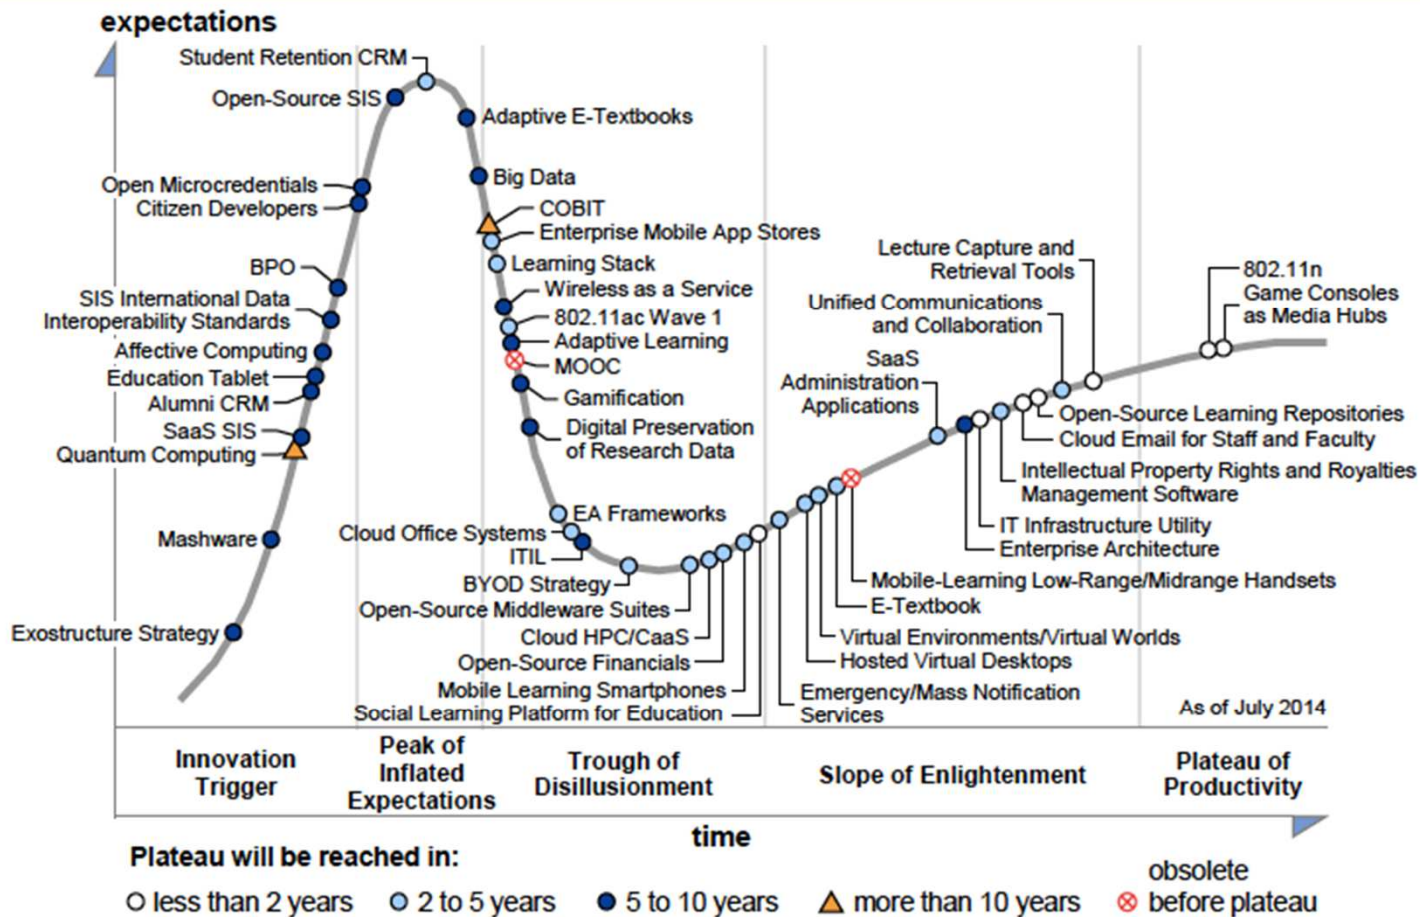 expectations
Student Retention CRM
Open-Source SIS
Adaptive E-Textbooks
Big Data
Open Microcredentials
Citizen Developers
COBIT
Enterprise Mobile App Stores
BPO
Learning Stack
SIS International Data
Interoperability Standards
Wireless as a Service
802.11ac Wave 1
Affective Computing
Adaptive Learning
Education Tablet
MOOC
Alumni CRM
Gamification
SaaS SIS
Digital Preservation
of Research Data
Quantum Computing
Mashware
Exostructure Strategy
EA Frameworks
Cloud Office Systems
ITIL
BYOD Strategy
Open-Source Middleware Suites
Cloud HPC/CaaS
Open-Source Financials
Mobile Learning Smartphones
Social Learning Platform for Education
Lecture Capture and
Retrieval Tools
Unified Communications
and Collaboration
SaaS
Administration
Applications
802.11n
Game Consoles
as Media Hubs
Open-Source Learning Repositories
Cloud Email for Staff and Faculty
Intellectual Property Rights and Royalties
Management Software
IT Infrastructure Utility
Enterprise Architecture
Mobile-Learning Low-Range/Midrange Handsets
E-Textbook
Virtual Environments/Virtual Worlds
Hosted Virtual Desktops
Emergency/Mass Notification
Services
As of July 2014
Innovation
Trigger
Peak of
Inflated
Expectations
Trough of
Disillusionment
Slope of Enlightenment
Plateau of
Productivity
time
Plateau will be reached in:
less than 2 years
2 to 5 years
5 to 10 years
more than 10 years
obsolete
before plateau